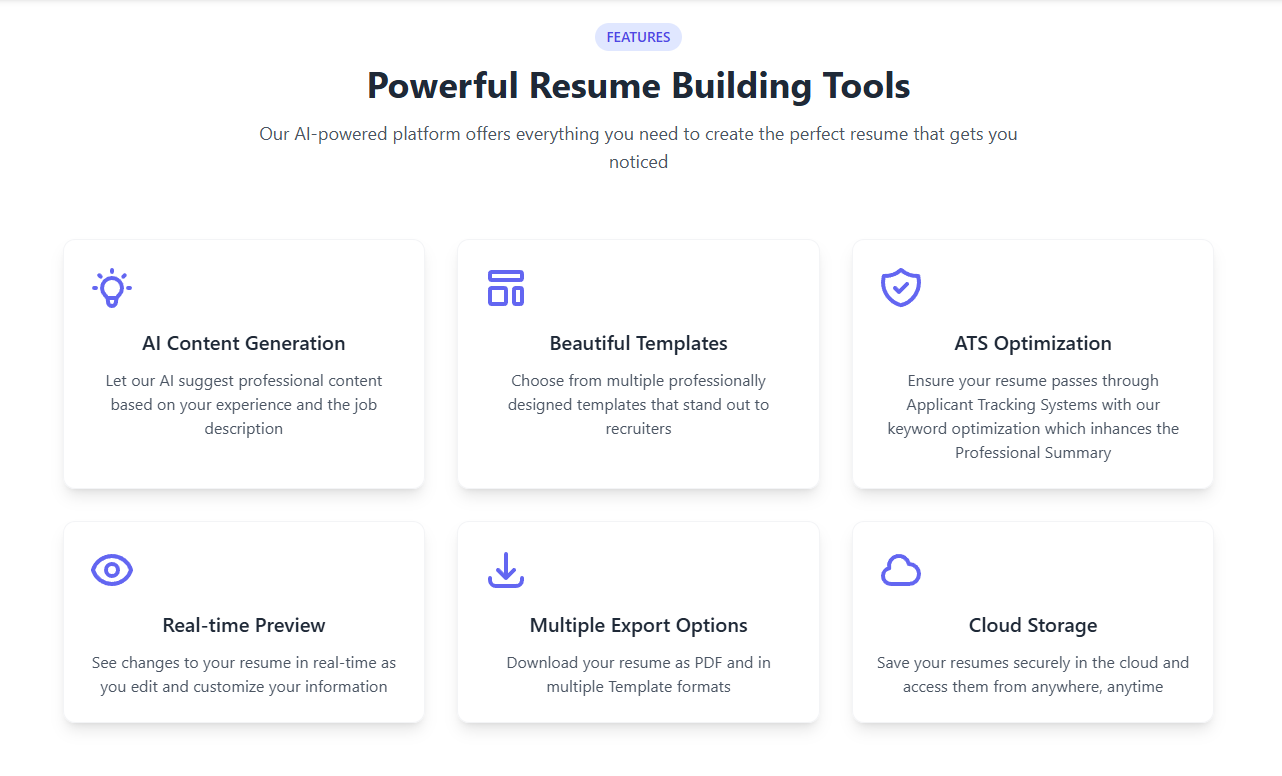 FEATURES
Powerful Resume Building Tools
Our AI-powered platform offers everything you need to create the perfect resume that gets you
noticed
AI Content Generation
Let our AI suggest professional content
based on your experience and the job
description
Beautiful Templates
Choose from multiple professionally
designed templates that stand out to
recruiters
ATS Optimization
Ensure your resume passes through
Applicant Tracking Systems with our
keyword optimization which inhances the
Professional Summary
Real-time Preview
See changes to your resume in real-time as
you edit and customize your information
Multiple Export Options
Download your resume as PDF and in
multiple Template formats
Cloud Storage
Save your resumes securely in the cloud and
access them from anywhere, anytime